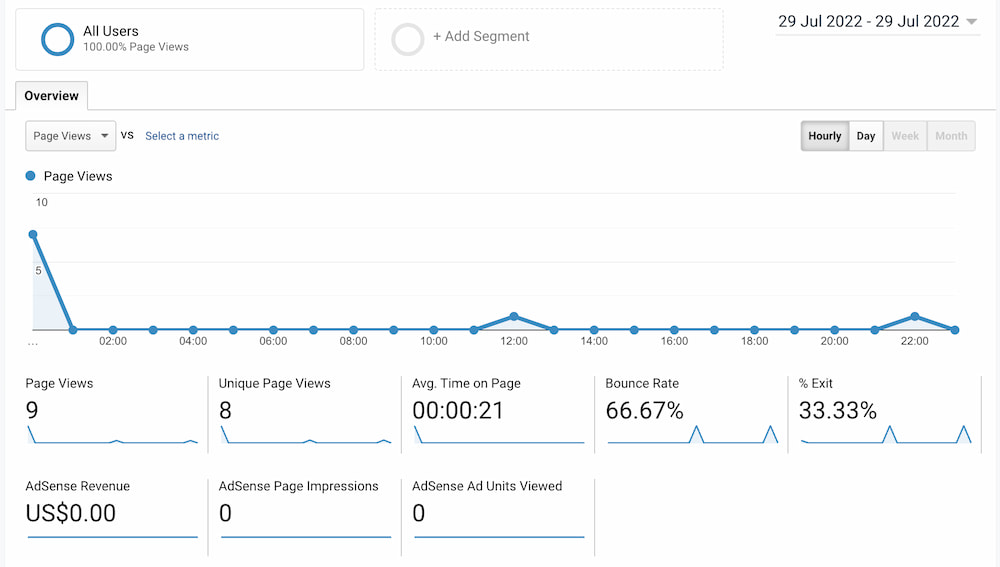 All Users
100.00% Page Views
+ Add Segment
29 Jul 2022 - 29 Jul 2022
Overview
Page Views VS Select a metric
Hourly Day Week Month
Page Views
10
5
... 02:00 04:00 06:00 08:00 10:00 12:00 14:00 16:00 18:00 20:00 22:00
Page Views Unique Page Views Avg. Time on Page Bounce Rate % Exit
9 8 00:00:21 66.67% 33.33%
AdSense Revenue AdSense Page Impressions AdSense Ad Units Viewed
US$0.00 0 0